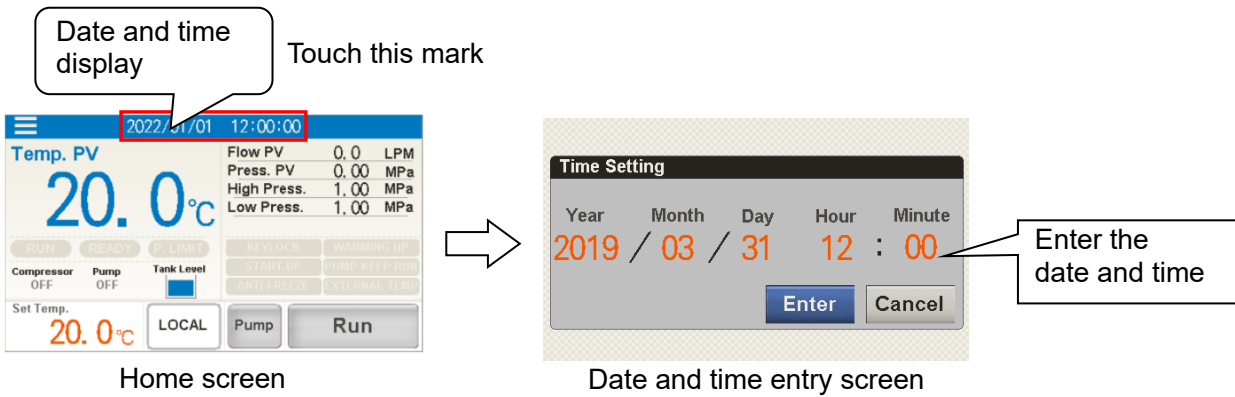 Date and time
display
Touch this mark
2022/01/01 12:00:00
Temp. PV
20. 0℃
Flow PV 0. 0 LPM
Press. PV 0. 00 MPa
High Press. 1. 00 MPa
Low Press. 1. 00 MPa
RUN READY P. LIMIT
KEYLOCK WARMING UP
START UP PUMP KEEP RUN
ANTI FREEZE EXTERNAL TEMP
Compressor Pump Tank Level
OFF OFF
Set Temp.
20. 0℃
LOCAL Pump Run
Home screen
Time Setting
Year Month Day Hour Minute
2019 / 03 / 31 12 : 00
Enter Cancel
Enter the
date and time
Date and time entry screen